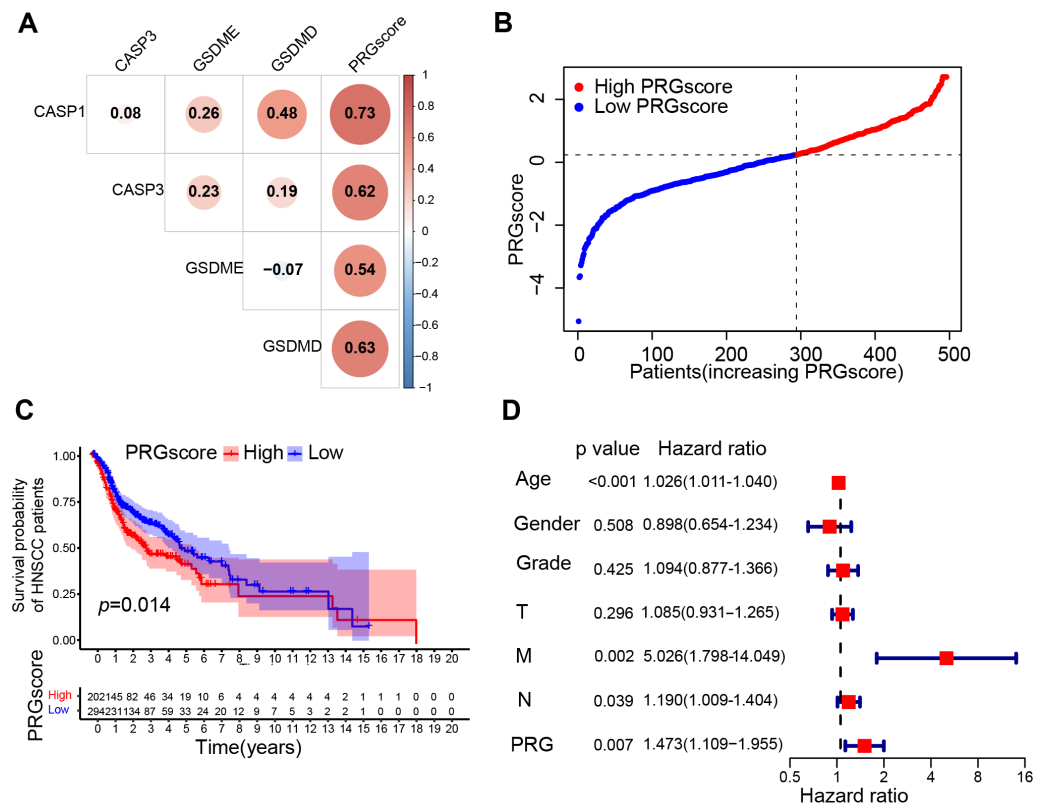 A
CASP3
GSDME
GSDMD
PRGscore
CASP1 0.08 0.26 0.48 0.73
CASP3 0.23 0.19 0.62
GSDME −0.07 0.54
GSDMD 0.63
1
0.8
0.6
0.4
0.2
0
−0.2
−0.4
−0.6
−0.8
−1
B
High PRGscore
Low PRGscore
PRGscore
2
0
−2
−4
0 100 200 300 400 500
Patients(increasing PRGscore)
C
PRGscore High Low
Survival probability
of HNSCC patients
1.00
0.75
0.50
0.25
0.00
p=0.014
0 1 2 3 4 5 6 7 8 9 10 11 12 13 14 15 16 17 18 19 20
PRGscore
High 202 145 82 46 34 19 10 6 4 4 4 4 4 4 2 1 1 1 0 0 0
Low 294 231 134 87 59 33 24 20 12 9 7 5 3 2 2 1 0 0 0 0 0
0 1 2 3 4 5 6 7 8 9 10 11 12 13 14 15 16 17 18 19 20
Time(years)
D
p value Hazard ratio
Age <0.001 1.026(1.011-1.040)
Gender 0.508 0.898(0.654-1.234)
Grade 0.425 1.094(0.877-1.366)
T 0.296 1.085(0.931−1.265)
M 0.002 5.026(1.798-14.049)
N 0.039 1.190(1.009-1.404)
PRG 0.007 1.473(1.109−1.955)
0.5 1 2 4 8 16
Hazard ratio